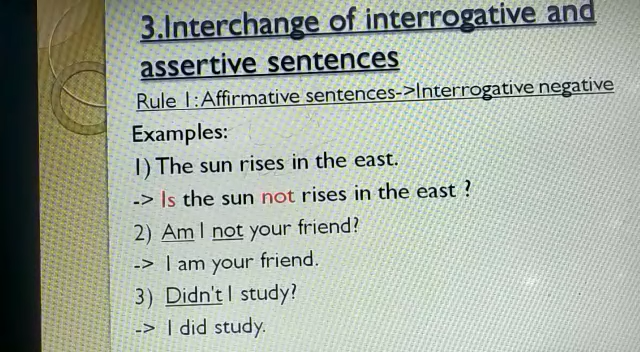 3.Interchange of interrogative and
assertive sentences
Rule 1:Affirmative sentences->Interrogative negative
Examples:
1) The sun rises in the east.
-> Is the sun not rises in the east ?
2) Am I not your friend?
-> I am your friend.
3) Didn't I study?
-> I did study.